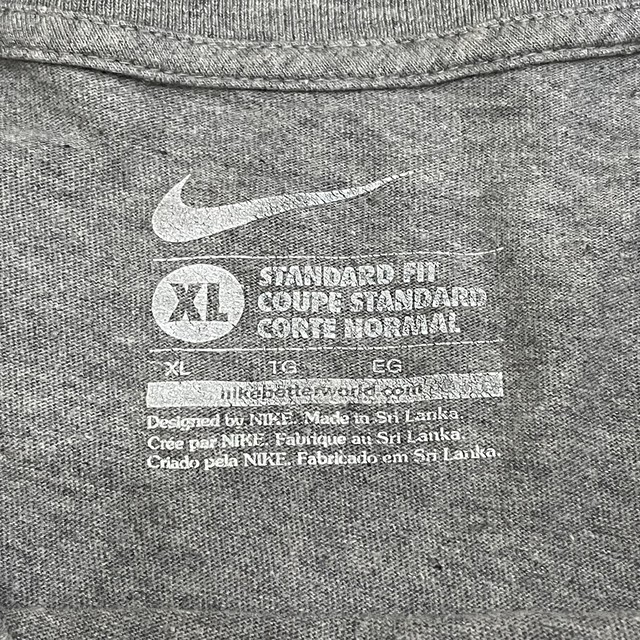 XL
STANDARD FIT
COUPE STANDARD
CORTE NORMAL
XL TG EG
nikebetterworld.com
Designed by NIKE. Made in Sri Lanka.
Crée par NIKE. Fabrique au Sri Lanka.
Criado pela NIKE. Fabricado em Sri Lanka.